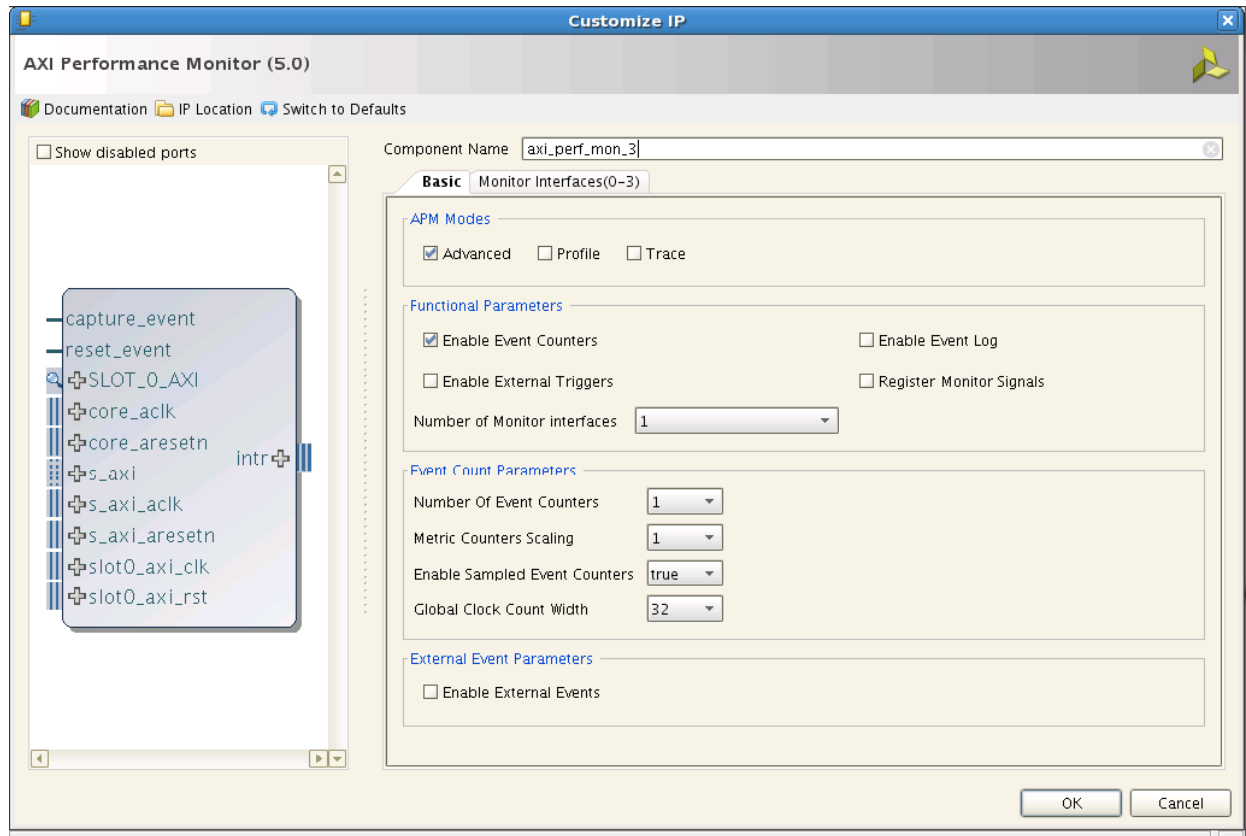 Customize IP
AXI Performance Monitor (5.0)
Documentation IP Location Switch to Defaults
Show disabled ports
capture_event
reset_event
SLOT_0_AXI
core_aclk
core_aresetn
s_axi
s_axi_aclk
s_axi_aresetn
slot0_axi_clk
slot0_axi_rst
intr
Component Name axi_perf_mon_3
Basic Monitor Interfaces(0-3)
APM Modes
Advanced Profile Trace
Functional Parameters
Enable Event Counters Enable Event Log
Enable External Triggers Register Monitor Signals
Number of Monitor interfaces 1
Event Count Parameters
Number Of Event Counters 1
Metric Counters Scaling 1
Enable Sampled Event Counters true
Global Clock Count Width 32
External Event Parameters
Enable External Events
OK Cancel